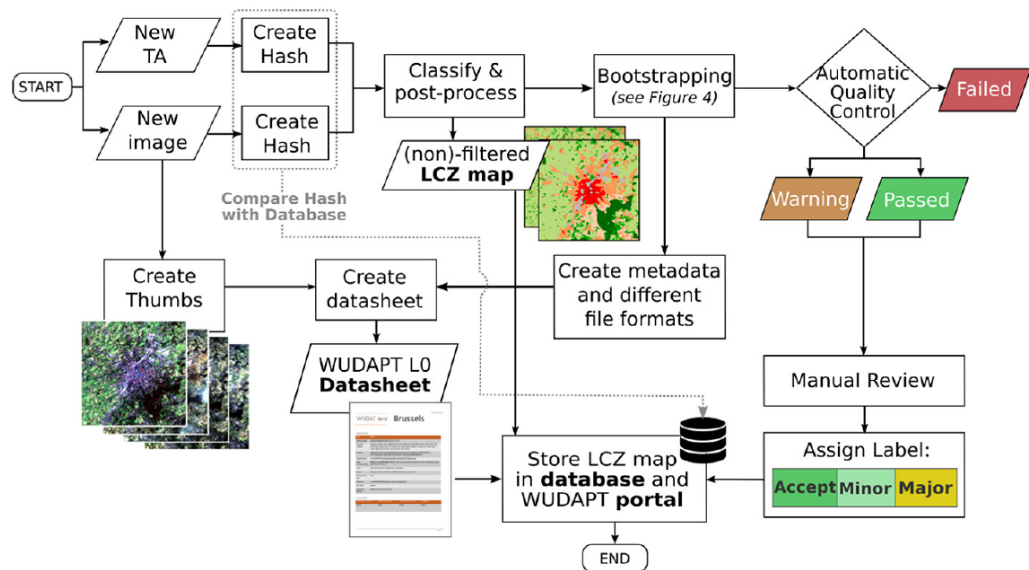 START
New
TA
Create
Hash
New
image
Create
Hash
Classify &
post-process
Bootstrapping
(see Figure 4)
Automatic
Quality
Control
Failed
(non)-filtered
LCZ map
Compare Hash
with Database
Warning
Passed
Create
Thumbs
Create
datasheet
Create metadata
and different
file formats
WUDAPT L0
Datasheet
Manual Review
Brussels
Store LCZ map
in database and
WUDAPT portal
Assign Label:
Accept Minor Major
END